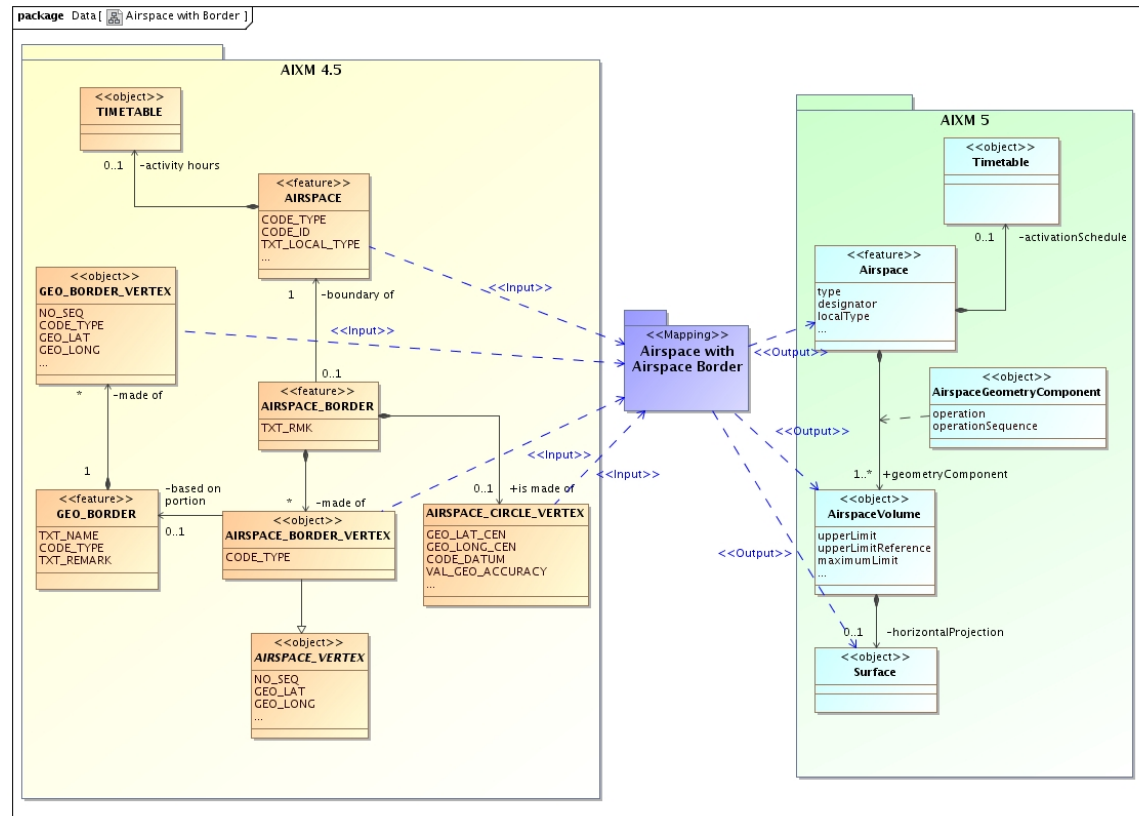 package Data [ Airspace with Border ]
AIXM 4.5
<<object>>
TIMETABLE
0..1
-activity hours
<<feature>>
AIRSPACE
CODE_TYPE
CODE_ID
TXT_LOCAL_TYPE
...
<<object>>
GEO_BORDER_VERTEX
NO_SEQ
CODE_TYPE
GEO_LAT
GEO_LONG
...
1
-boundary of
<<Input>>
<<Input>>
*
-made of
0..1
<<feature>>
AIRSPACE_BORDER
TXT_RMK
<<Input>>
<<Input>>
1
<<feature>>
GEO_BORDER
TXT_NAME
CODE_TYPE
TXT_REMARK
-based on
portion
0..1
*
-made of
0..1
+is made of
<<object>>
AIRSPACE_BORDER_VERTEX
CODE_TYPE
AIRSPACE_CIRCLE_VERTEX
GEO_LAT_CEN
GEO_LONG_CEN
CODE_DATUM
VAL_GEO_ACCURACY
...
<<object>>
AIRSPACE_VERTEX
NO_SEQ
GEO_LAT
GEO_LONG
...
<<Mapping>>
Airspace with
Airspace Border
<<Output>>
<<Output>>
<<Output>>
AIXM 5
<<object>>
Timetable
0..1
-activationSchedule
<<feature>>
Airspace
type
designator
localType
...
<<object>>
AirspaceGeometryComponent
operation
operationSequence
1..*
+geometryComponent
<<object>>
AirspaceVolume
upperLimit
upperLimitReference
maximumLimit
...
0..1
-horizontalProjection
<<object>>
Surface